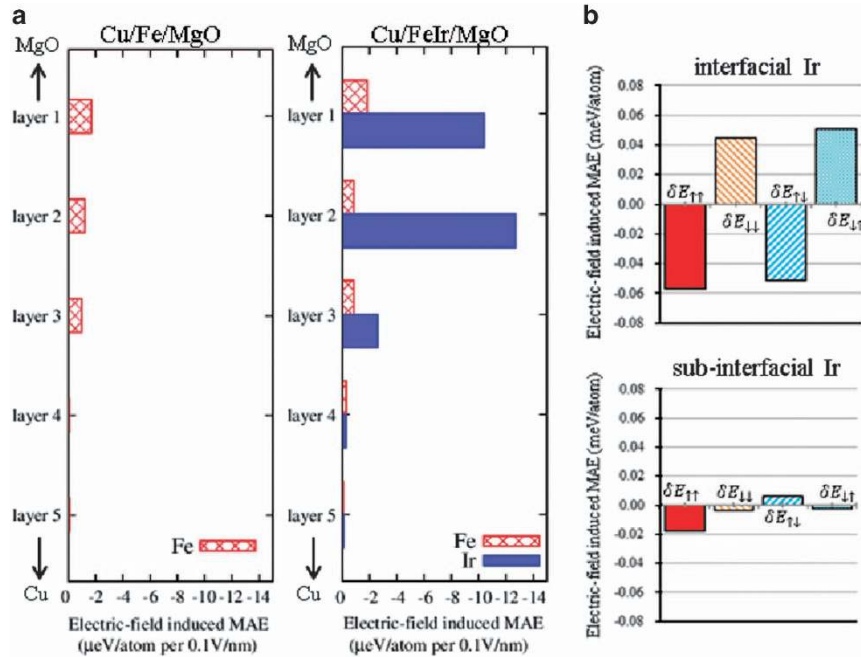 a
Cu/Fe/MgO
MgO
layer 1
layer 2
layer 3
layer 4
layer 5
Cu
Fe
0 -2 -4 -6 -8 -10 -12 -14
Electric-field induced MAE
(μeV/atom per 0.1V/nm)
Cu/FeIr/MgO
MgO
layer 1
layer 2
layer 3
layer 4
layer 5
Cu
Fe
Ir
0 -2 -4 -6 -8 -10 -12 -14
Electric-field induced MAE
(μeV/atom per 0.1V/nm)
b
interfacial Ir
Electric-field induced MAE (meV/atom)
0.08
0.06
0.04
0.02
0.00
-0.02
-0.04
-0.06
-0.08
δE↑↑
δE↓↓
δE↑↓
δE↓↑
sub-interfacial Ir
Electric-field induced MAE (meV/atom)
0.08
0.06
0.04
0.02
0.00
-0.02
-0.04
-0.06
-0.08
δE↑↑
δE↓↓
δE↑↓
δE↓↑